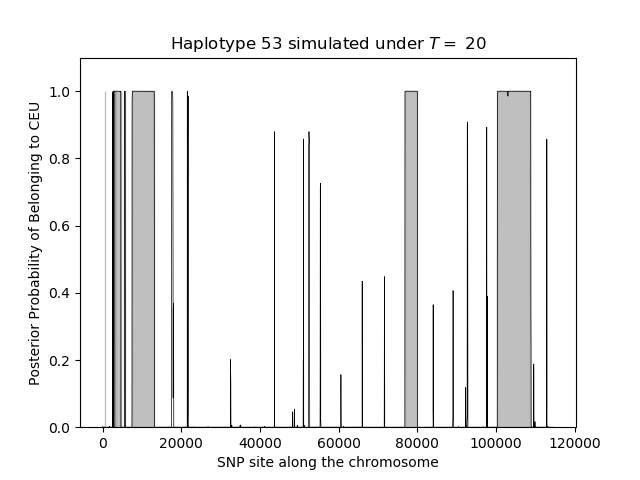 Haplotype 53 simulated under T = 20
Posterior Probability of Belonging to CEU
1.0
0.8
0.6
0.4
0.2
0.0
0 20000 40000 60000 80000 100000 120000
SNP site along the chromosome